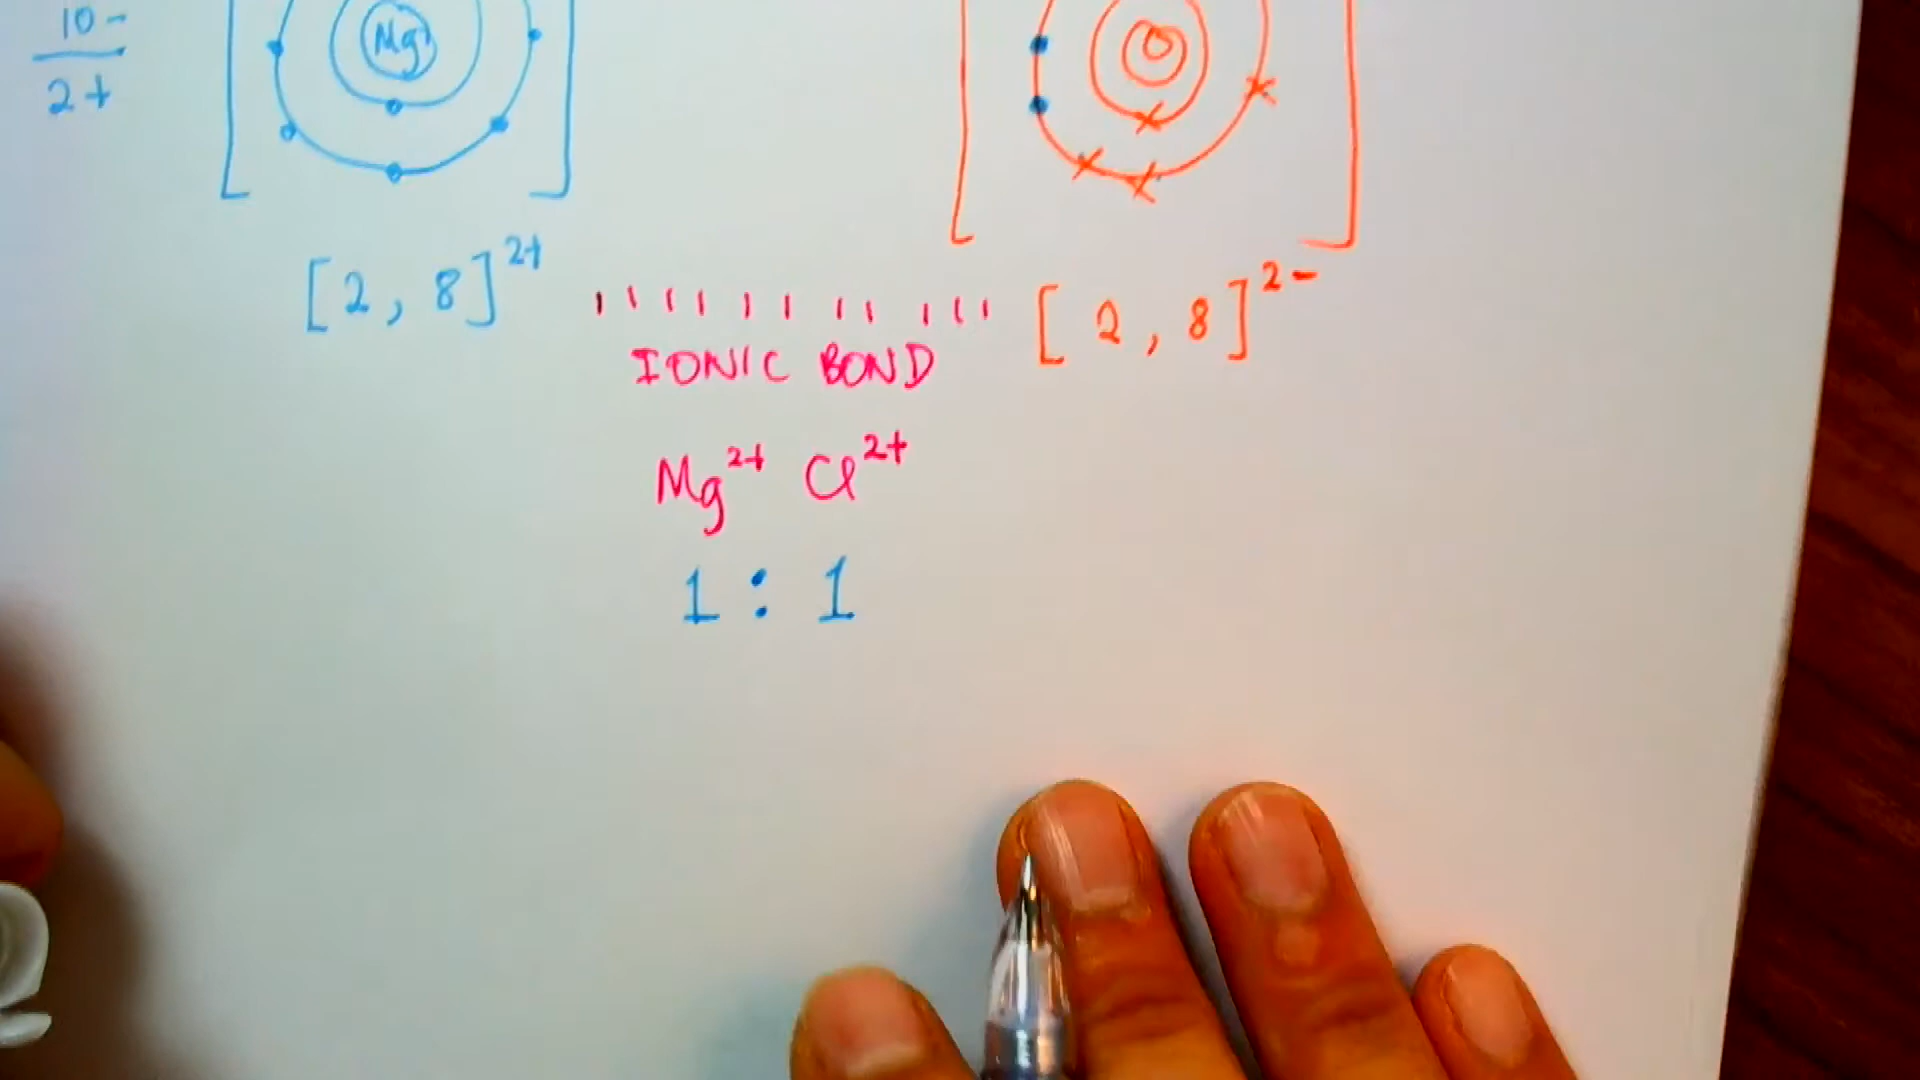 10-
2+
Mg
O
[2, 8]²⁺
[2, 8]²⁻
IONIC BOND
Mg²⁺ Cl²⁺
1 : 1